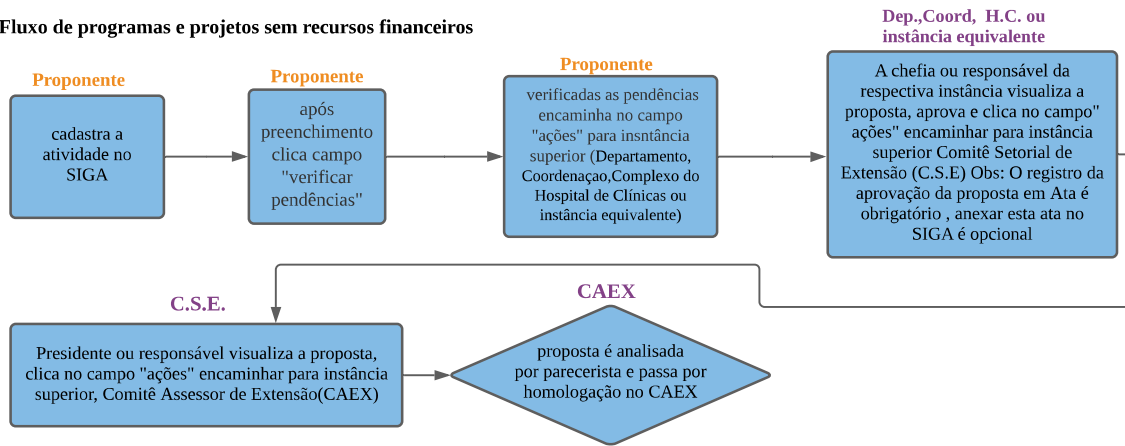 Fluxo de programas e projetos sem recursos financeiros
Proponente
cadastra a
atividade no
SIGA
Proponente
após
preenchimento
clica campo
"verificar
pendências"
Proponente
verificadas as pendências
encaminha no campo
"ações" para insntância
superior (Departamento,
Coordenaçao,Complexo do
Hospital de Clínicas ou
instância equivalente)
Dep.,Coord, H.C. ou
instância equivalente
A chefia ou responsável da
respectiva instância visualiza a
proposta, aprova e clica no campo"
ações" encaminhar para instância
superior Comitê Setorial de
Extensão (C.S.E) Obs: O registro da
aprovação da proposta em Ata é
obrigatório , anexar esta ata no
SIGA é opcional
C.S.E.
Presidente ou responsável visualiza a proposta,
clica no campo "ações" encaminhar para instância
superior, Comitê Assessor de Extensão(CAEX)
CAEX
proposta é analisada
por parecerista e passa por
homologação no CAEX